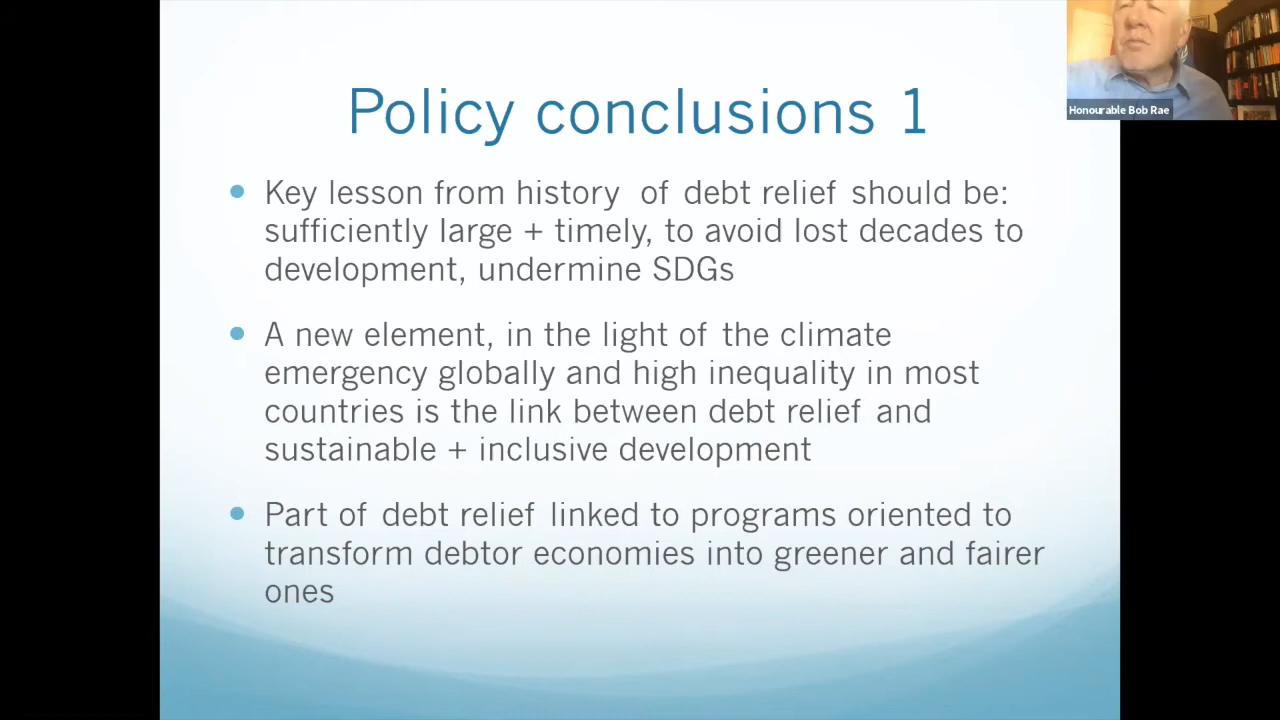 Policy conclusions 1
Honourable Bob Rae
• Key lesson from history of debt relief should be:
sufficiently large + timely, to avoid lost decades to
development, undermine SDGs
• A new element, in the light of the climate
emergency globally and high inequality in most
countries is the link between debt relief and
sustainable + inclusive development
• Part of debt relief linked to programs oriented to
transform debtor economies into greener and fairer
ones